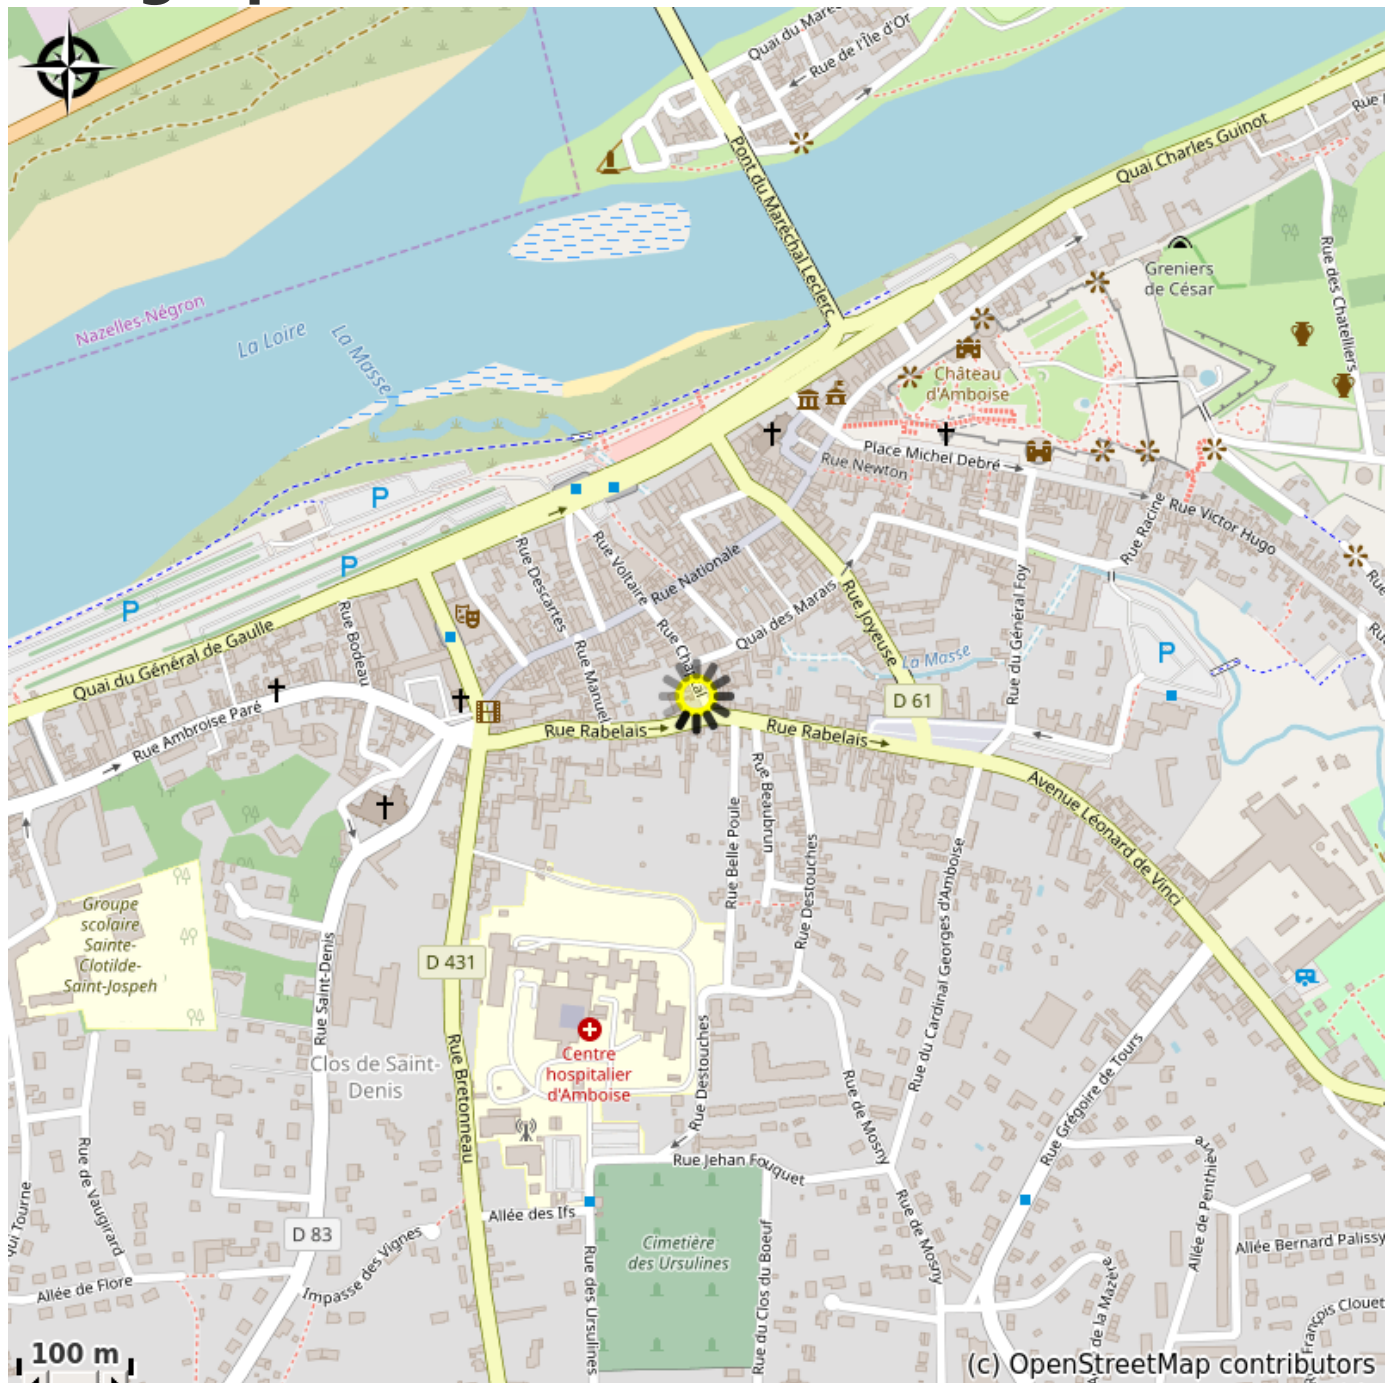 Quai du Maréc
Rue de l'Île d'Or
Pont du Maréchal Leclerc
Quai Charles Guinot
Rue
Rue des Chatelliers
Greniers
de César
Nazelles-Négron
La Loire
La Masse
Château
d'Amboise
Place Michel Debré
Rue Newton
Rue Victor Hugo
Rue Racine
P
P
P
P
Rue Descartes
Rue Voltaire
Rue Nationale
Quai des Marais
Rue Joyeuse
La Masse
Rue du Général Foy
Rue
Rue Bodeau
Quai du Général de Gaulle
Rue Ambroise Paré
Rue Manuel
D 61
Rue Rabelais
Rue Rabelais
Avenue Léonard de Vinci
Rue Belle Poule
Rue Beaubrun
Rue Destouches
Rue du Cardinal Georges d'Amboise
Groupe
scolaire
Sainte-
Clotilde-
Saint-Jospeh
Rue Saint-Denis
D 431
Clos de Saint-
Denis
Rue Bretonneau
Centre
hospitalier
d'Amboise
Rue Destouches
Rue de Mosny
Rue Grégoire de Tours
Rue Jehan Fouquet
Rue de Vaugirard
Allée des Ifs
Cimetière
des Ursulines
Rue de Mosny
Allée de Penthièvre
Allée Bernard Palissy
D 83
Impasse des Vignes
Allée de Flore
Rue des Ursulines
Rue du Clos du Boeuf
de la Mazère
François Clouet
100 m
(c) OpenStreetMap contributors